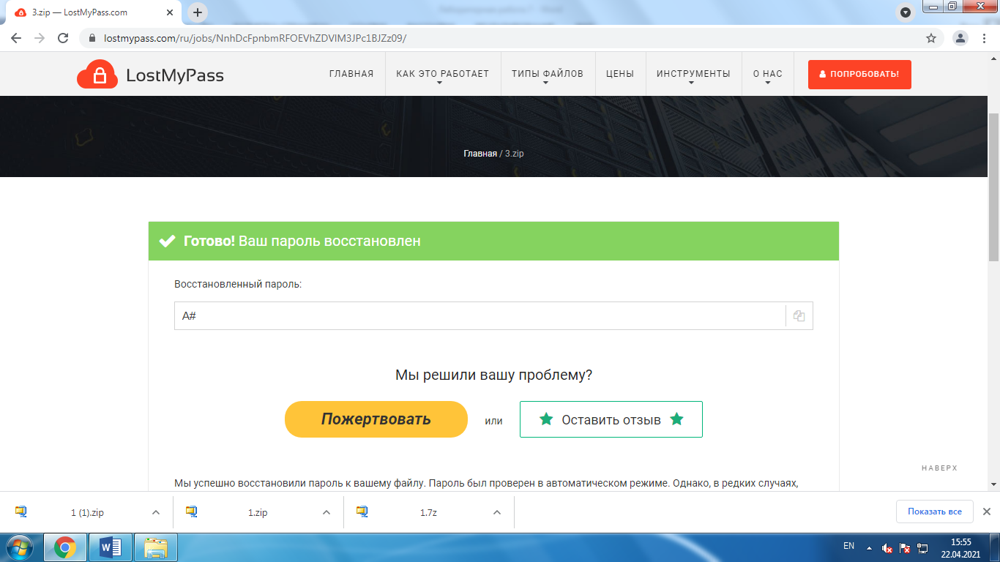 3.zip — LostMyPass.com
lostmypass.com/ru/jobs/NnhDcFpnbmRFOEVhZDVIM3JPc1BJZz09/
LostMyPass
ГЛАВНАЯ
КАК ЭТО РАБОТАЕТ
ТИПЫ ФАЙЛОВ
ЦЕНЫ
ИНСТРУМЕНТЫ
О НАС
ПОПРОБОВАТЬ!
Главная / 3.zip
Готово! Ваш пароль восстановлен
Восстановленный пароль:
A#
Мы решили вашу проблему?
Пожертвовать
или
Оставить отзыв
НАВЕРХ
Мы успешно восстановили пароль к вашему файлу. Пароль был проверен в автоматическом режиме. Однако, в редких случаях,
1 (1).zip
1.zip
1.7z
Показать все
EN
15:55
22.04.2021